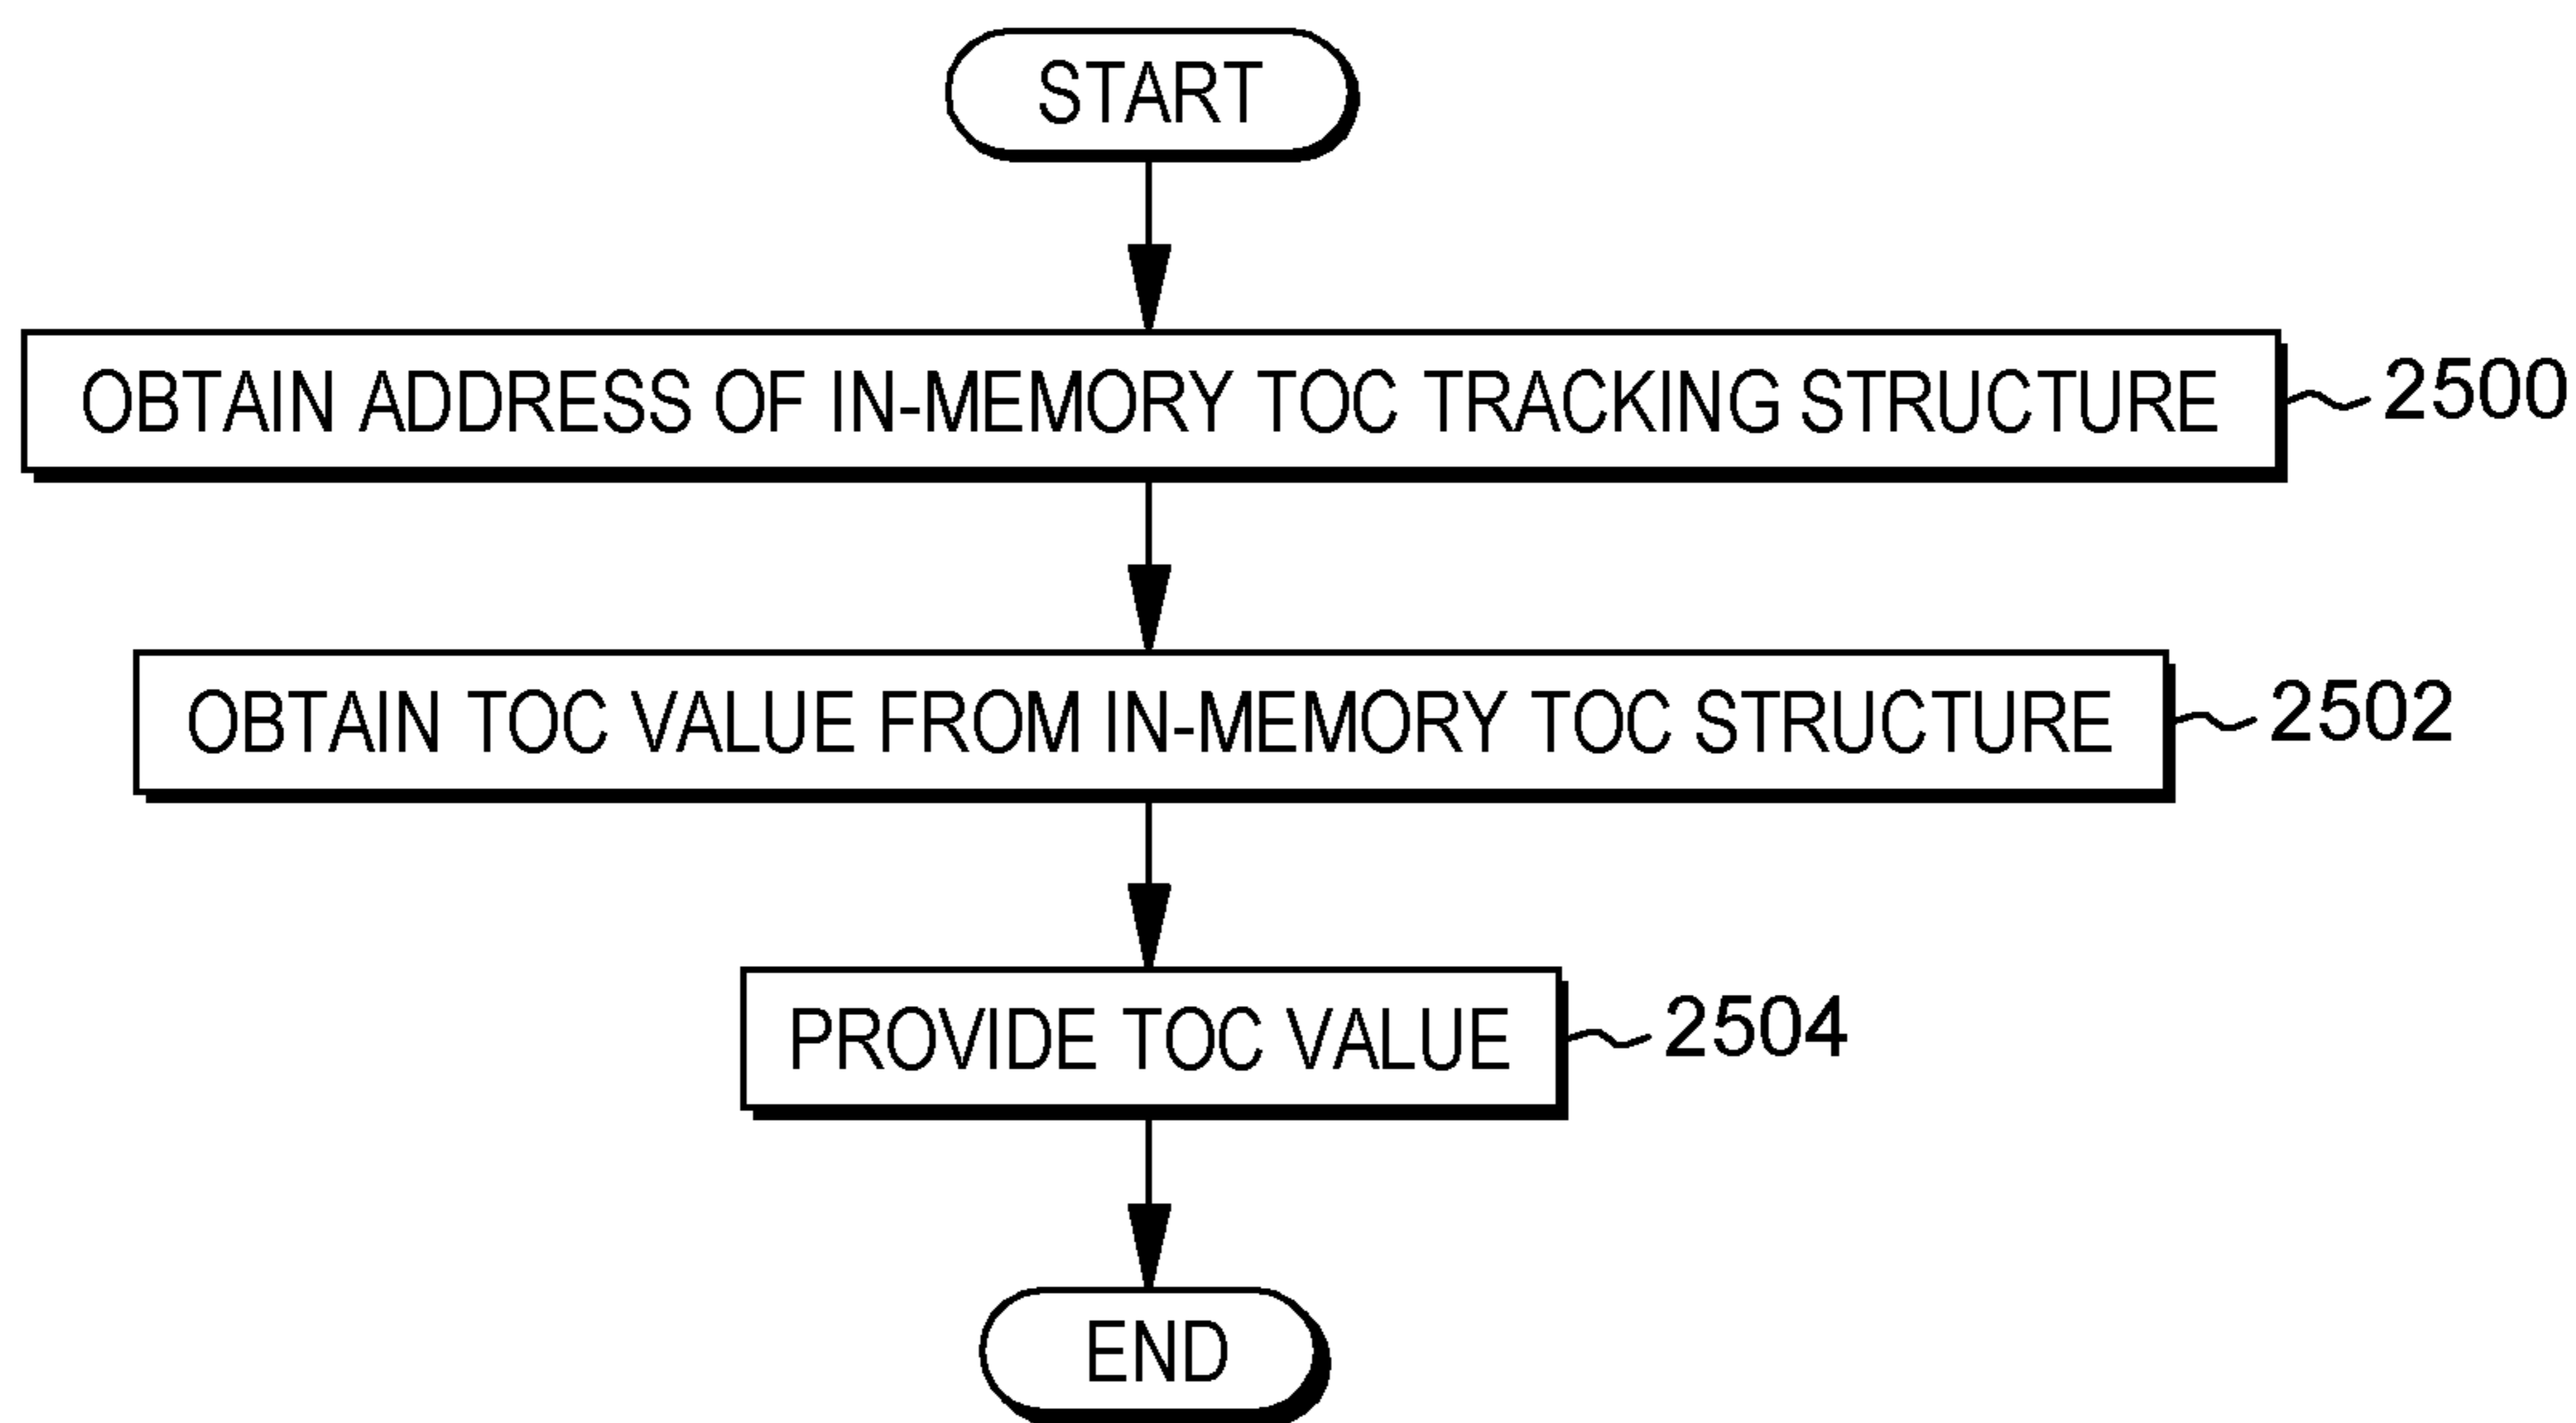 START
OBTAIN ADDRESS OF IN-MEMORY TOC TRACKING STRUCTURE 2500
OBTAIN TOC VALUE FROM IN-MEMORY TOC STRUCTURE 2502
PROVIDE TOC VALUE 2504
END